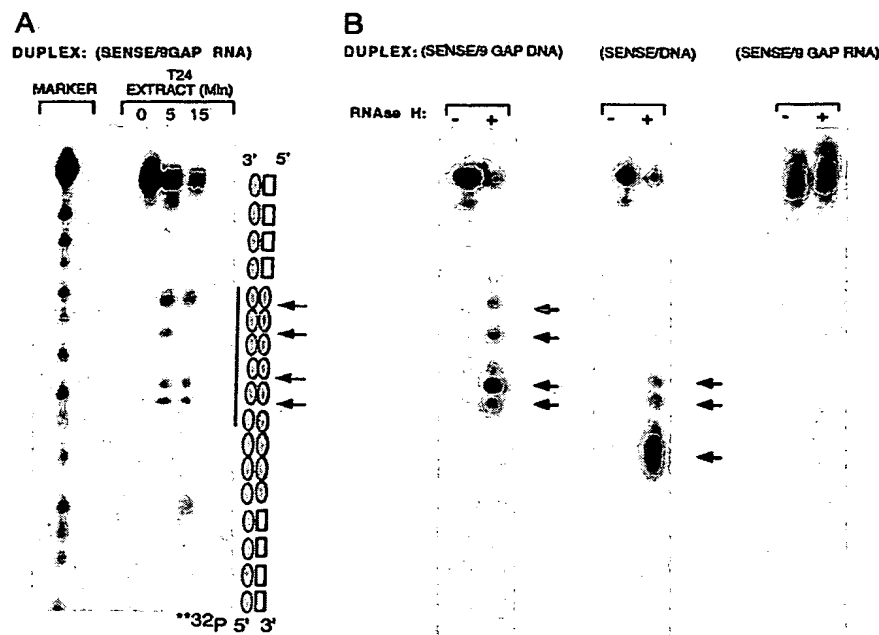 A
DUPLEX: (SENSE/9GAP RNA)
MARKER
T24
EXTRACT (Min)
0 5 15
3' 5'
**32P 5' 3'
B
DUPLEX: (SENSE/9 GAP DNA) (SENSE/DNA) (SENSE/9 GAP RNA)
RNAse H: - + - + - +